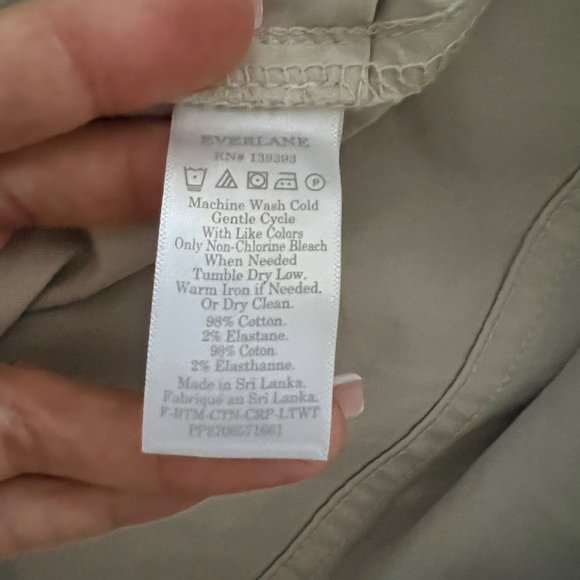 EVERLANE
RN# 139393
P
Machine Wash Cold
Gentle Cycle
With Like Colors
Only Non-Chlorine Bleach
When Needed
Tumble Dry Low.
Warm Iron if Needed.
Or Dry Clean.
98% Cotton.
2% Elastane.
98% Coton.
2% Elasthanne.
Made in Sri Lanka.
Fabriqué au Sri Lanka.
F-BTM-CTN-CRP-LTWT
PP8706571661